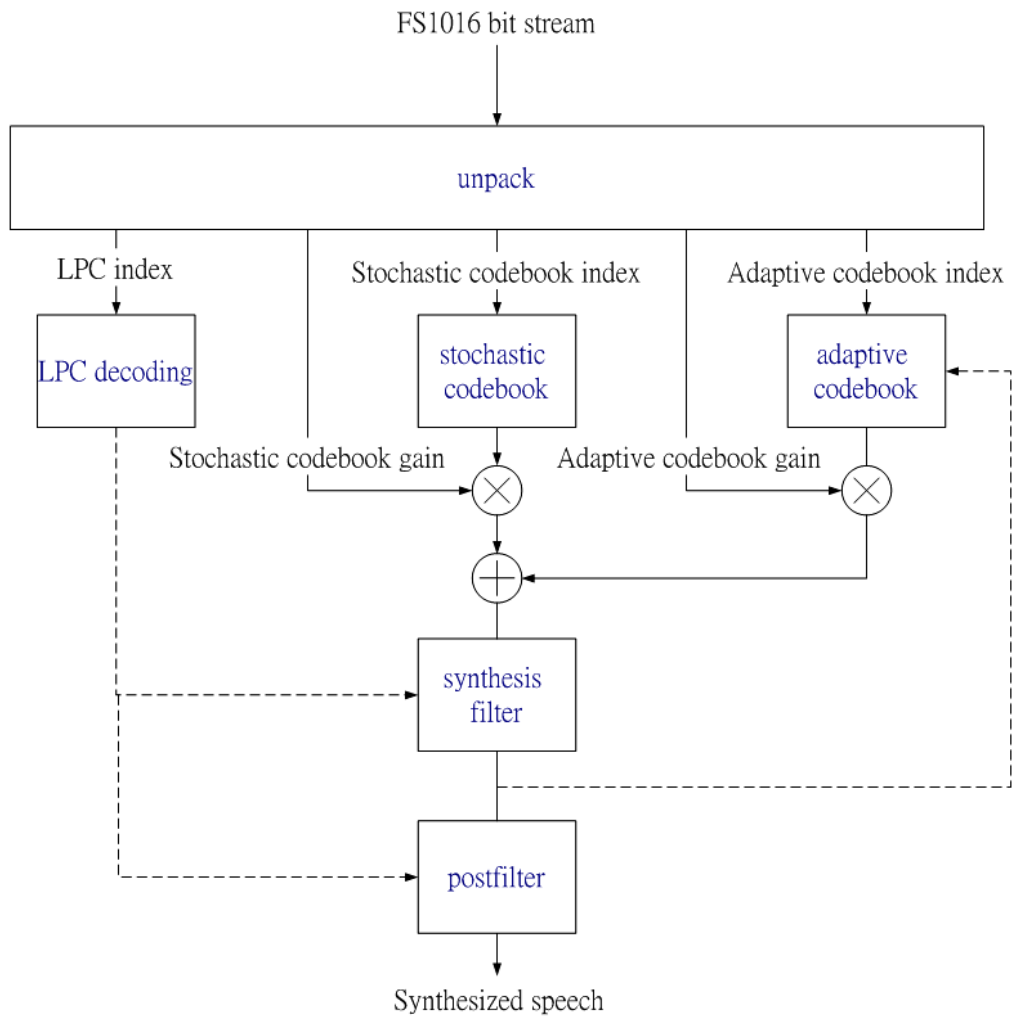 FS1016 bit stream
unpack
LPC index
Stochastic codebook index
Adaptive codebook index
LPC decoding
stochastic
codebook
adaptive
codebook
Stochastic codebook gain
Adaptive codebook gain
synthesis
filter
postfilter
Synthesized speech